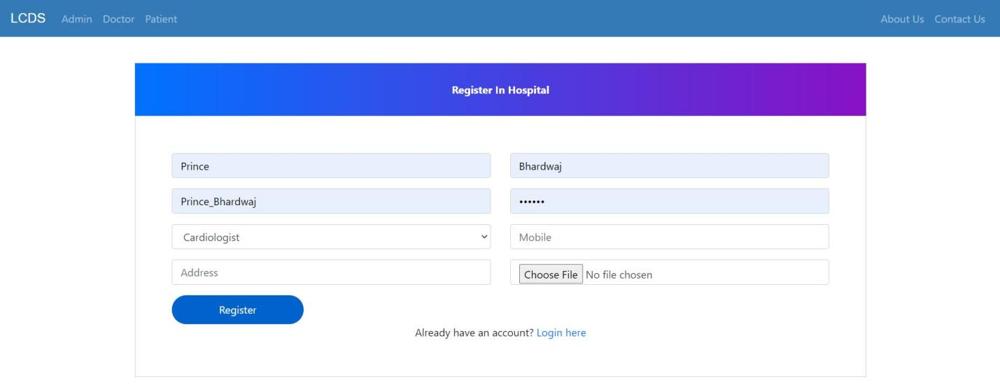 LCDS Admin Doctor Patient About Us Contact Us
Register In Hospital
Prince Bhardwaj
Prince_Bhardwaj ••••••
Cardiologist Mobile
Address Choose File No file chosen
Register
Already have an account? Login here